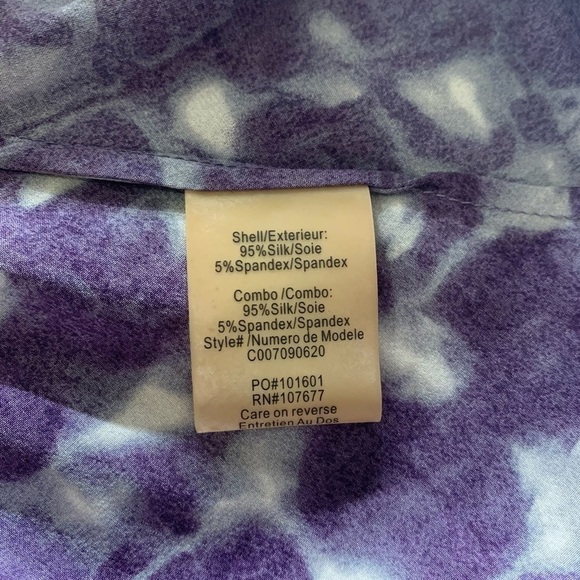 Shell/Exterieur:
95%Silk/Soie
5%Spandex/Spandex
Combo /Combo:
95%Silk/Soie
5%Spandex/Spandex
Style# /Numero de Modele
C007090620
PO#101601
RN#107677
Care on reverse
Entretien Au Dos